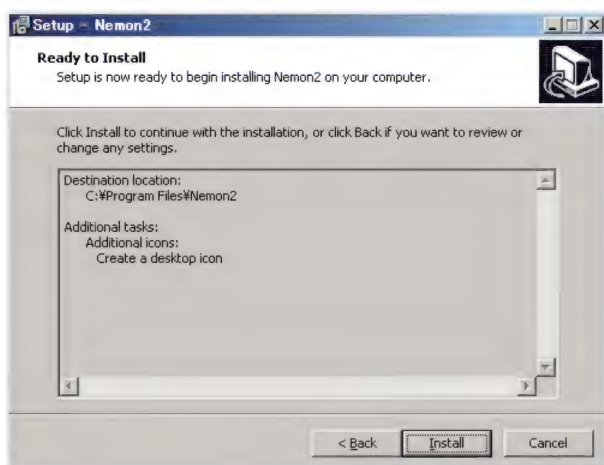 Setup - Nemon2
Ready to Install
Setup is now ready to begin installing Nemon2 on your computer.
Click Install to continue with the installation, or click Back if you want to review or
change any settings.
Destination location:
C:¥Program Files¥Nemon2
Additional tasks:
Additional icons:
Create a desktop icon
< Back
Install
Cancel